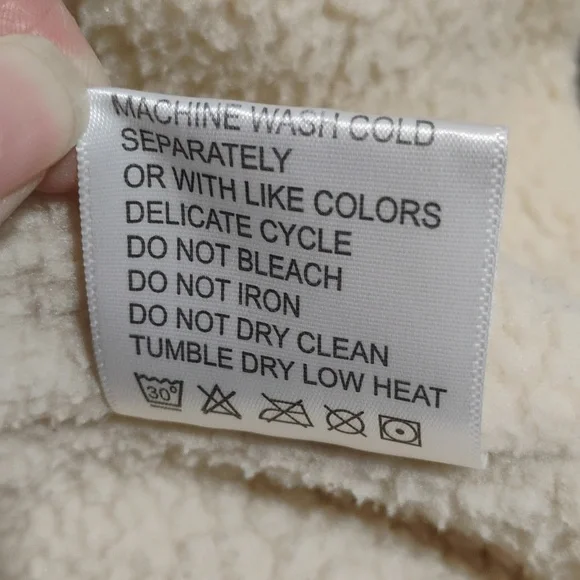 MACHINE WASH COLD
SEPARATELY
OR WITH LIKE COLORS
DELICATE CYCLE
DO NOT BLEACH
DO NOT IRON
DO NOT DRY CLEAN
TUMBLE DRY LOW HEAT
30°